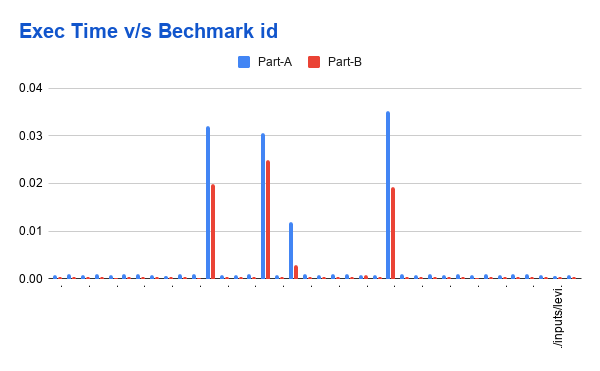 Exec Time v/s Bechmark id
Part-A Part-B
0.04
0.03
0.02
0.01
0.00
./inputs/levi.